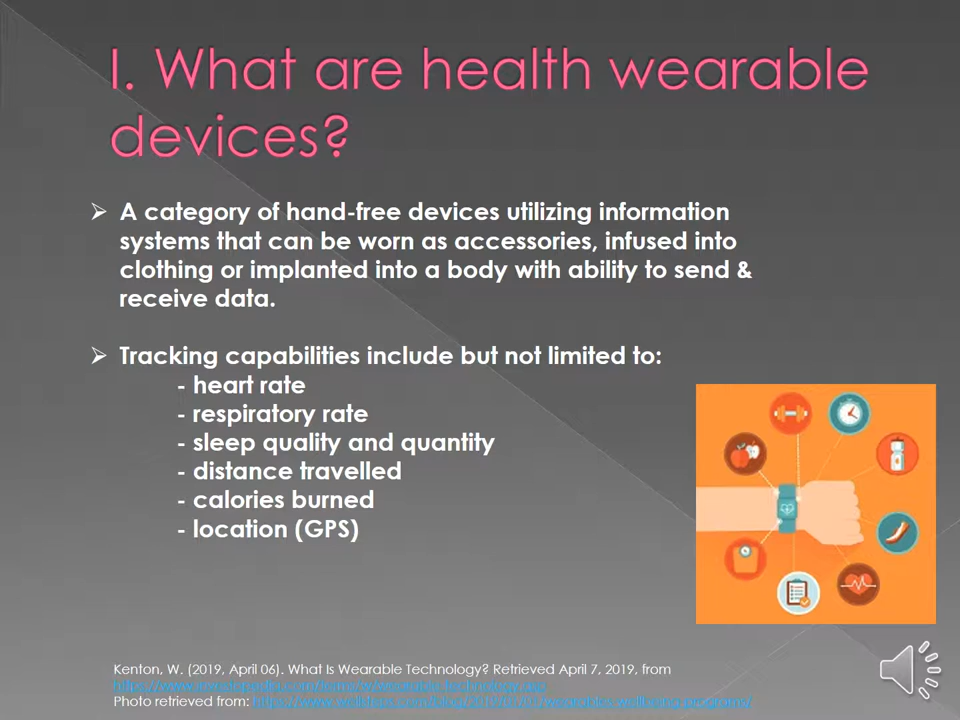 I. What are health wearable
devices?
➢ A category of hand-free devices utilizing information
systems that can be worn as accessories, infused into
clothing or implanted into a body with ability to send &
receive data.
➢ Tracking capabilities include but not limited to:
- heart rate
- respiratory rate
- sleep quality and quantity
- distance travelled
- calories burned
- location (GPS)
Kenton, W. (2019, April 06). What Is Wearable Technology? Retrieved April 7, 2019, from
Photo retrieved from: